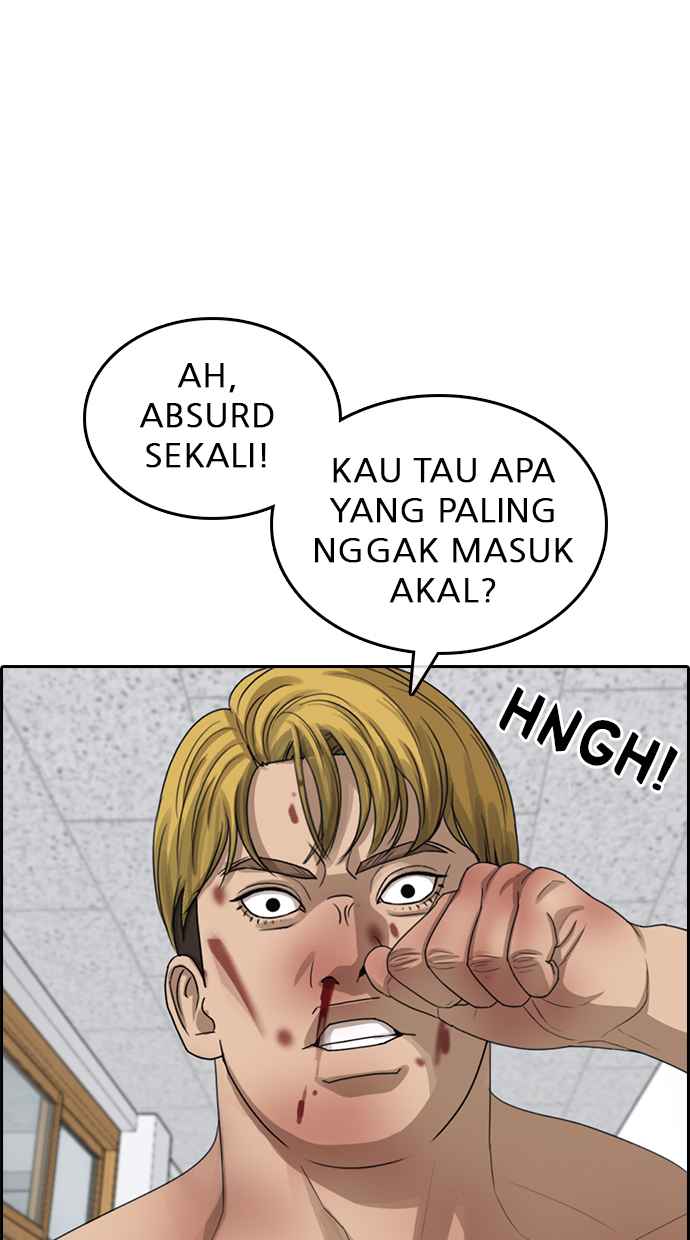 AH,
ABSURD
SEKALI!
KAU TAU APA
YANG PALING
NGGAK MASUK
AKAL?
HNGH!